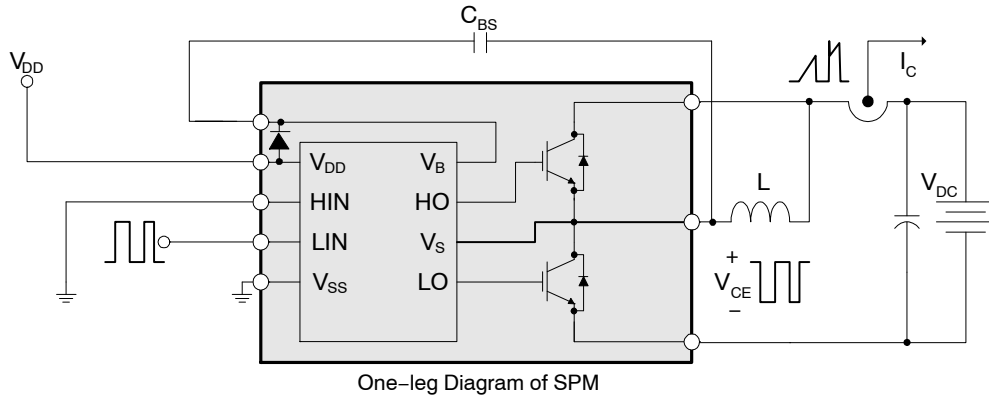 C_BS
V_DD
I_C
V_DD V_B
HIN HO
LIN V_S
V_SS LO
L
V_DC
+
V_CE
−
One−leg Diagram of SPM